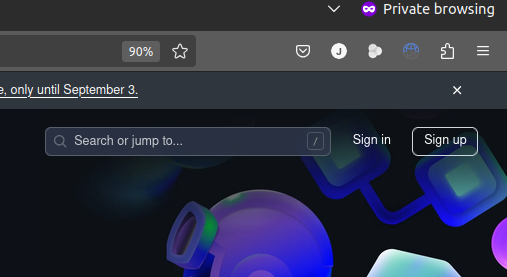 Private browsing
90%
J
e, only until September 3.
Search or jump to... /
Sign in
Sign up